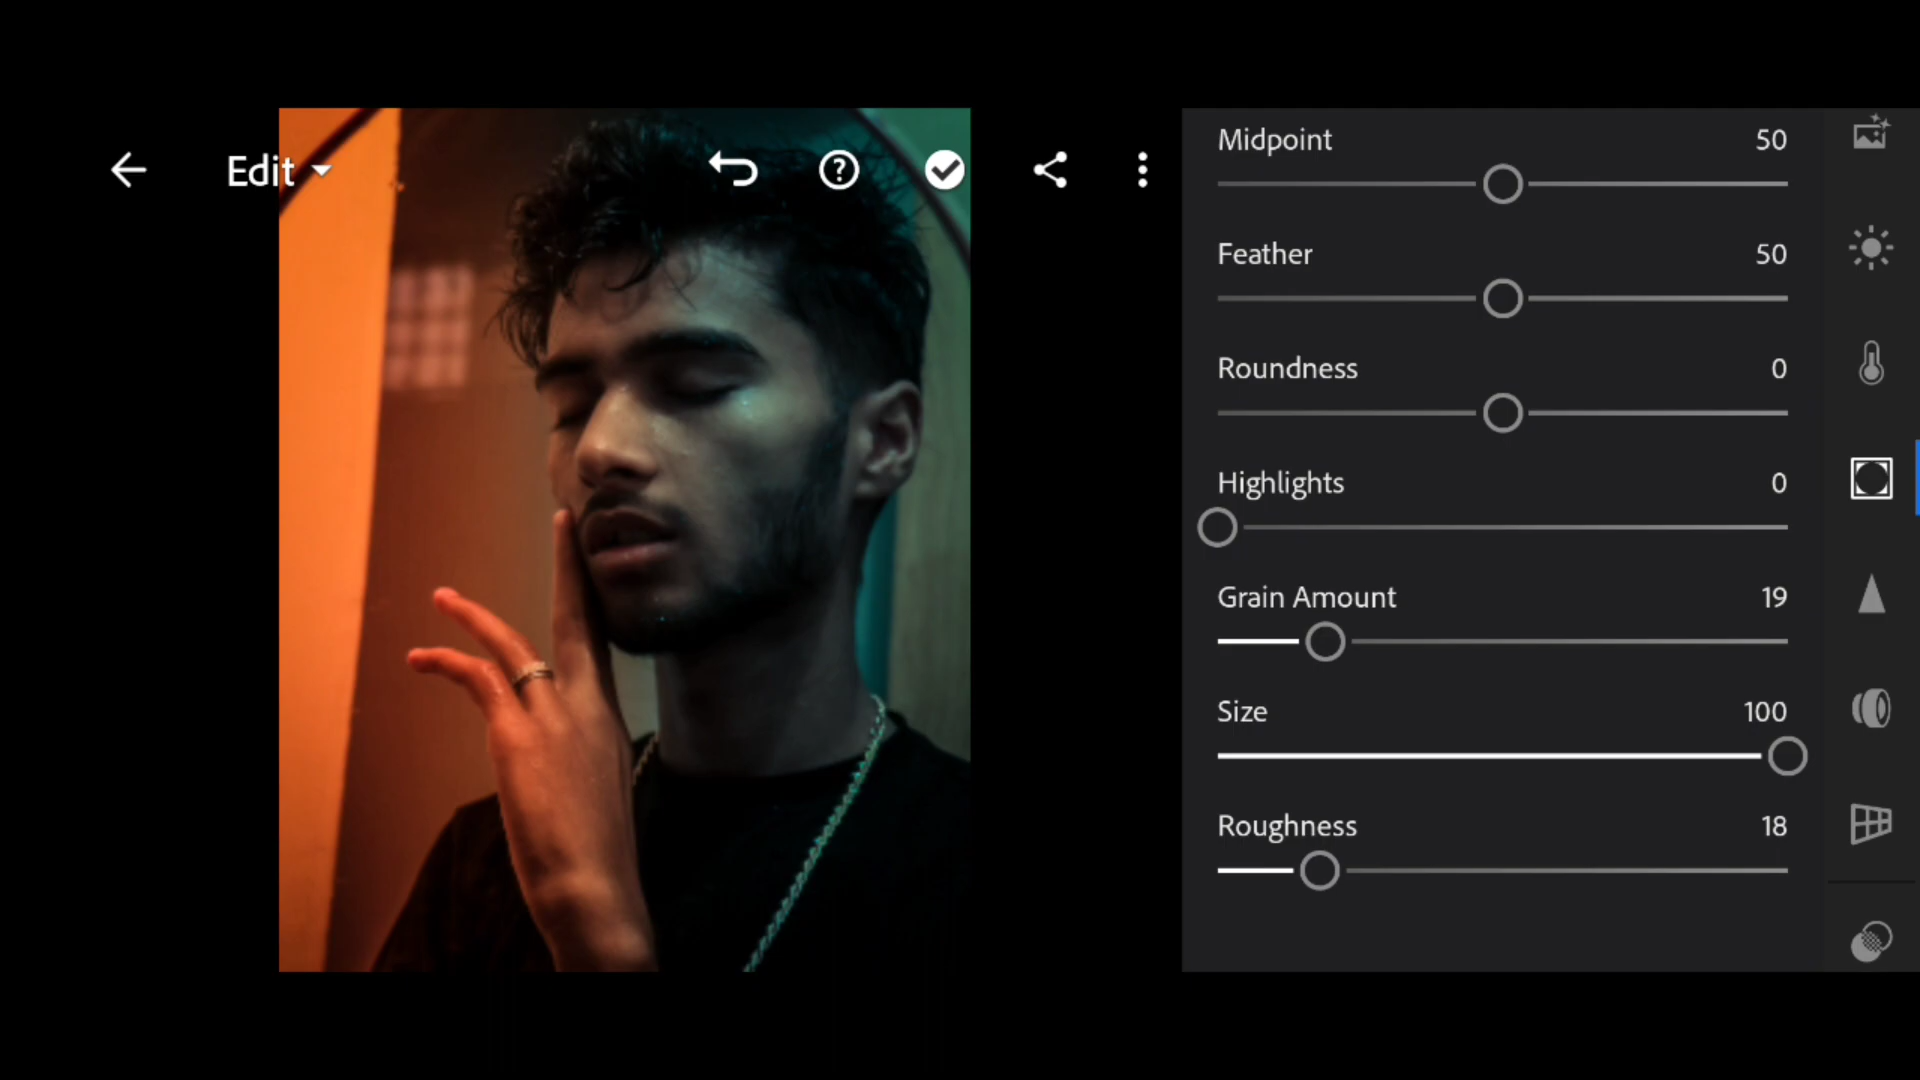 Edit
Midpoint 50
Feather 50
Roundness 0
Highlights 0
Grain Amount 19
Size 100
Roughness 18